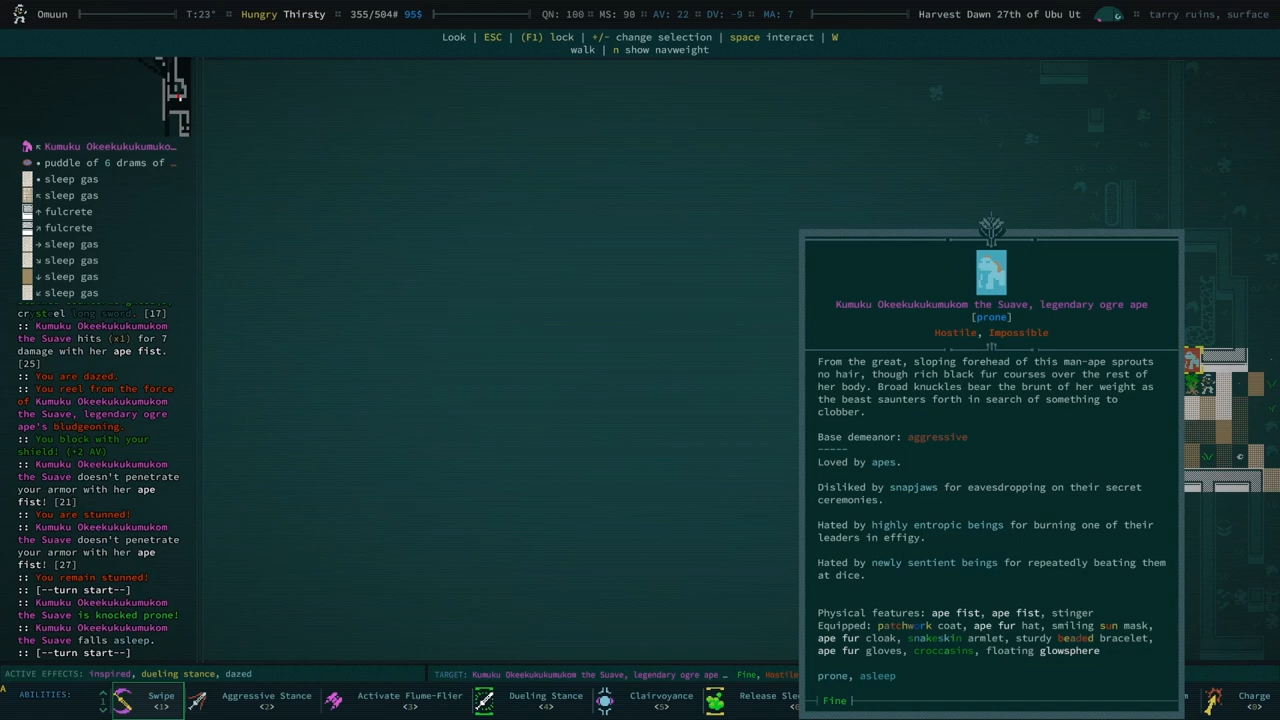 Omuun T:23° Hungry Thirsty 355/504# 95$ QN: 100 MS: 90 AV: 22 DV: -9 MA: 7 Harvest Dawn 27th of Ubu Ut tarry ruins, surface
Look | ESC | (F1) lock | +/- change selection | space interact | W
walk | n show navweight
Kumuku Okeekukukumuko…
puddle of 6 drams of …
sleep gas
sleep gas
fulcrete
fulcrete
sleep gas
sleep gas
sleep gas
sleep gas
crysteel long sword. [17]
:: Kumuku Okeekukukumukom
the Suave hits (x1) for 7
damage with her ape fist.
[25]
:: You are dazed.
:: You reel from the force
of Kumuku Okeekukukumukom
the Suave, legendary ogre
ape's bludgeoning.
:: You block with your
shield! (+2 AV)
:: Kumuku Okeekukukumukom
the Suave doesn't penetrate
your armor with her ape
fist! [21]
:: You are stunned!
:: Kumuku Okeekukukumukom
the Suave doesn't penetrate
your armor with her ape
fist! [27]
:: You remain stunned!
:: [--turn start--]
:: Kumuku Okeekukukumukom
the Suave is knocked prone!
:: Kumuku Okeekukukumukom
the Suave falls asleep.
:: [--turn start--]
Kumuku Okeekukukumukom the Suave, legendary ogre ape
[prone]
Hostile, Impossible
From the great, sloping forehead of this man-ape sprouts
no hair, though rich black fur courses over the rest of
her body. Broad knuckles bear the brunt of her weight as
the beast saunters forth in search of something to
clobber.
Base demeanor: aggressive
-----
Loved by apes.
Disliked by snapjaws for eavesdropping on their secret
ceremonies.
Hated by highly entropic beings for burning one of their
leaders in effigy.
Hated by newly sentient beings for repeatedly beating them
at dice.
Physical features: ape fist, ape fist, stinger
Equipped: patchwork coat, ape fur hat, smiling sun mask,
ape fur cloak, snakeskin armlet, sturdy beaded bracelet,
ape fur gloves, croccasins, floating glowsphere
prone, asleep
Fine
ACTIVE EFFECTS: inspired, dueling stance, dazed
TARGET: Kumuku Okeekukukumukom the Suave, legendary ogre ape … Fine, Hostile
A ABILITIES: 1 Swipe <1> Aggressive Stance <2> Activate Flume-Flier <3> Dueling Stance <4> Clairvoyance <5> Release Charge